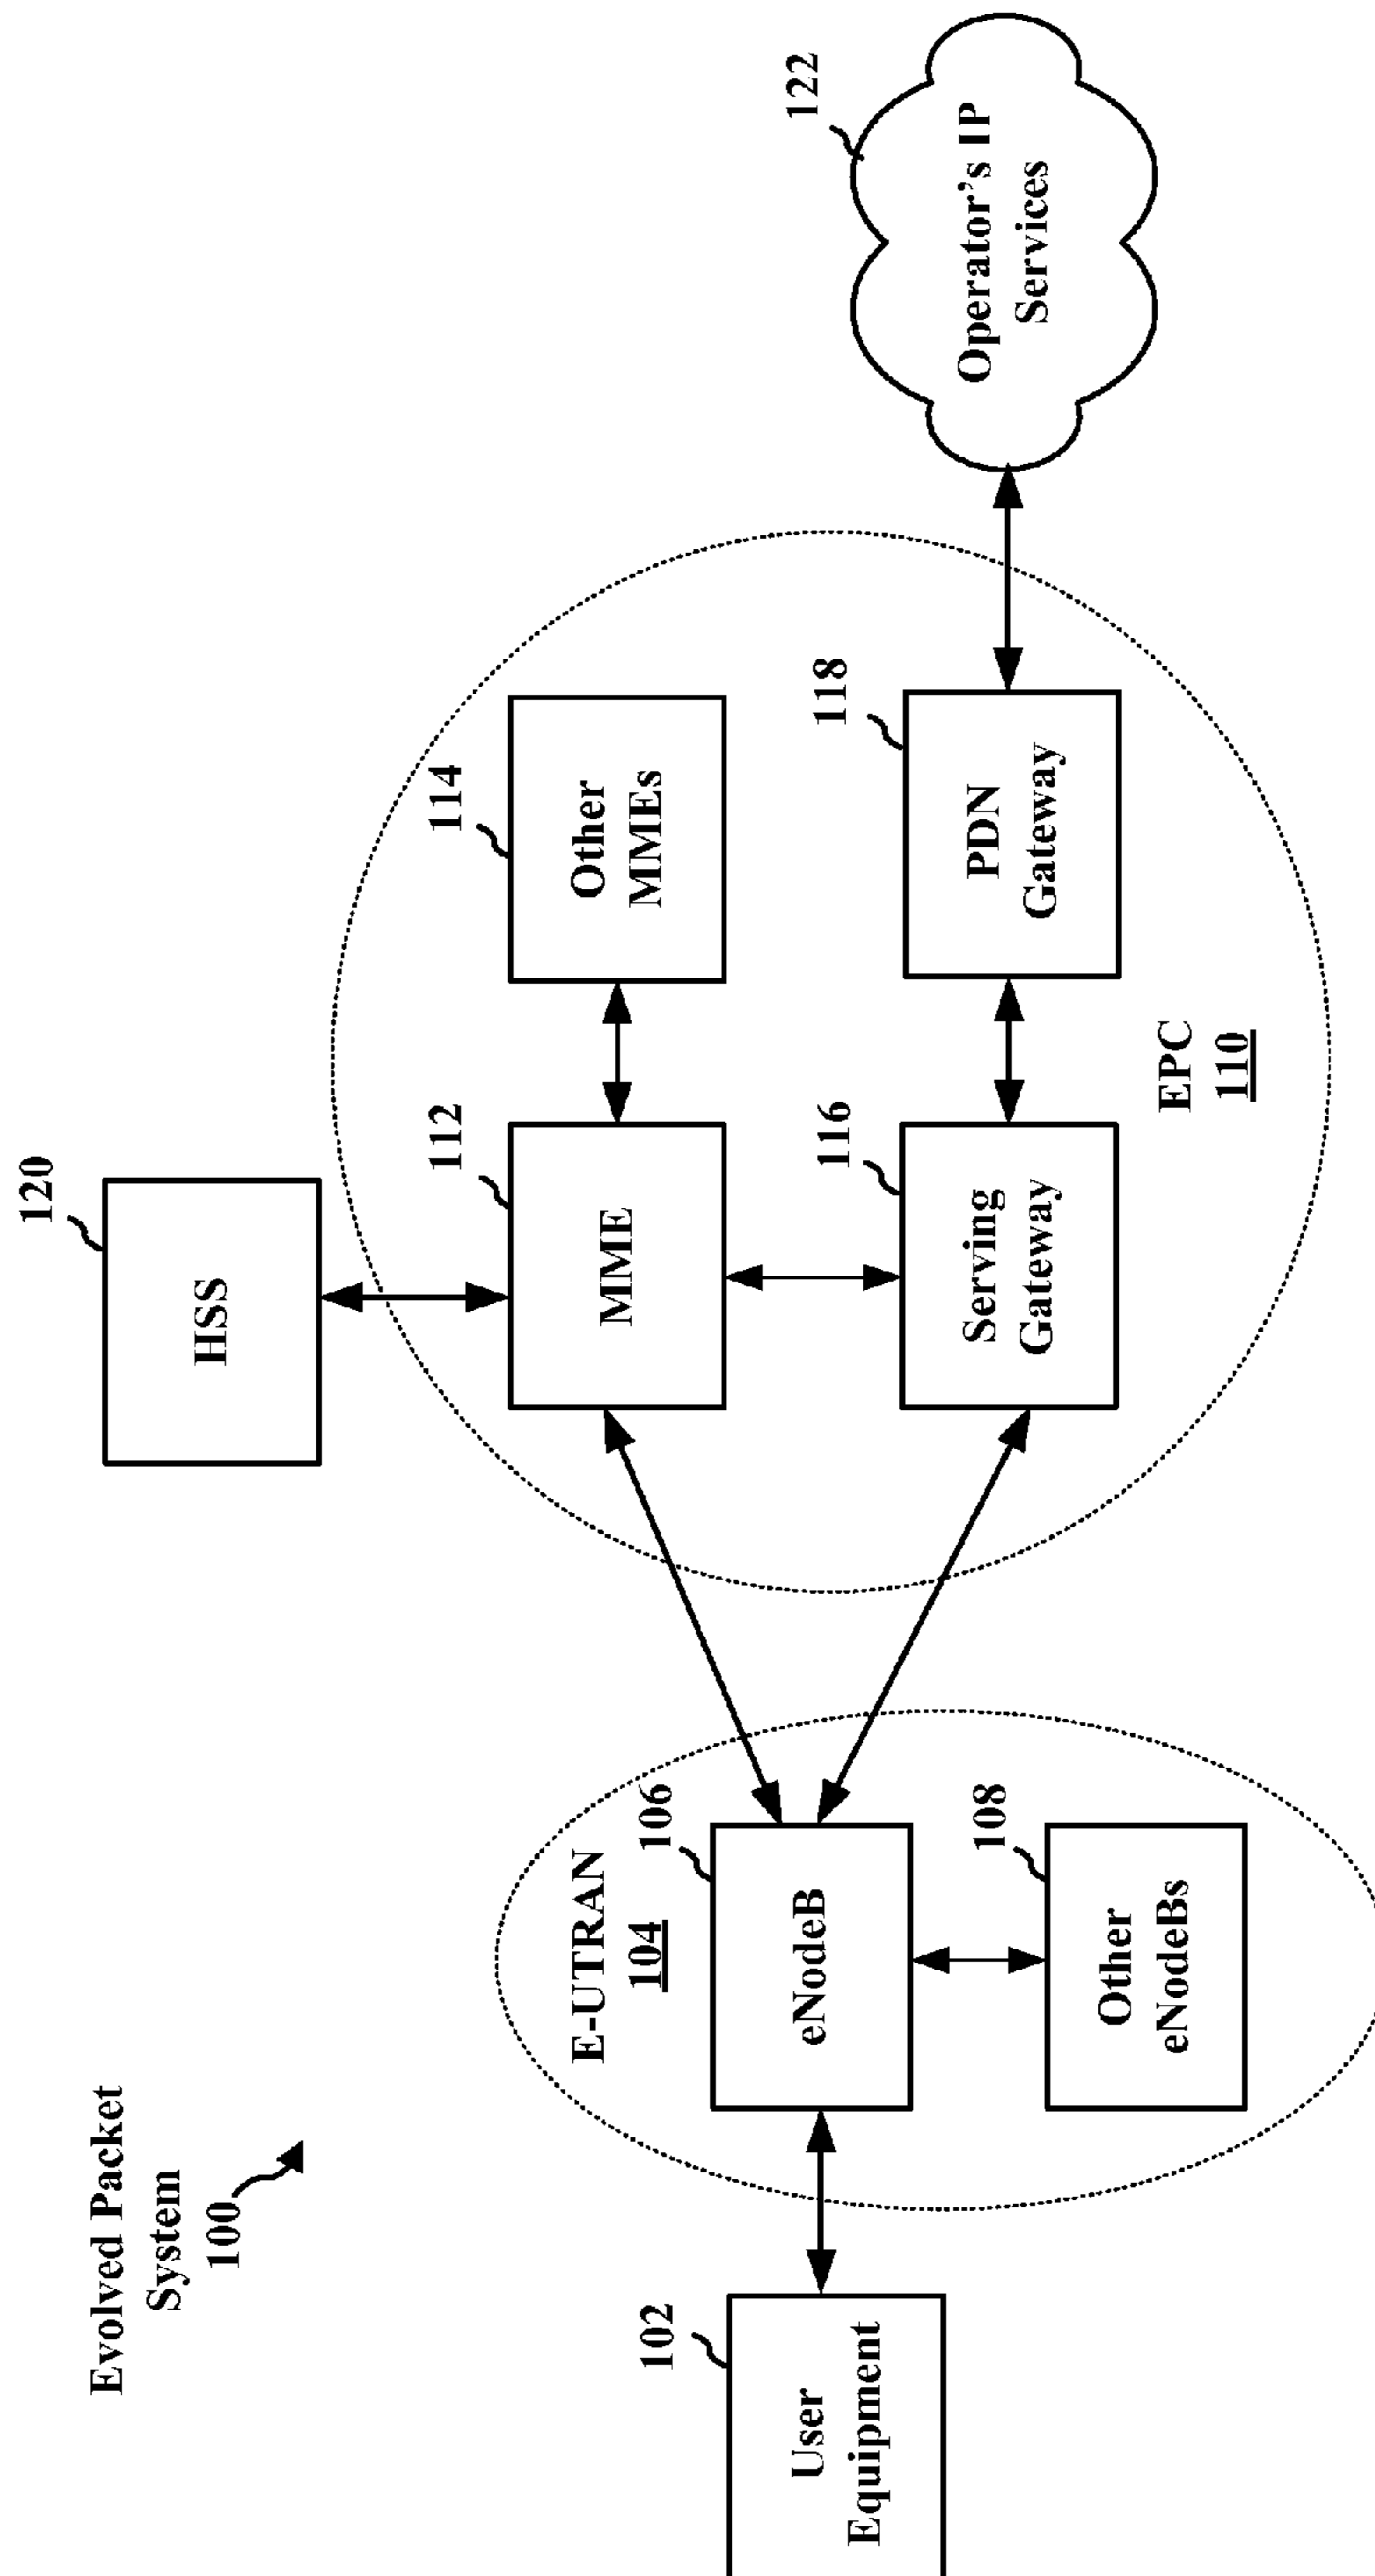 Evolved Packet
System
100
120
HSS
E-UTRAN
104
102
User
Equipment
106
eNodeB
108
Other
eNodeBs
112
MME
114
Other
MMEs
116
Serving
Gateway
118
PDN
Gateway
EPC
110
122
Operator's IP
Services